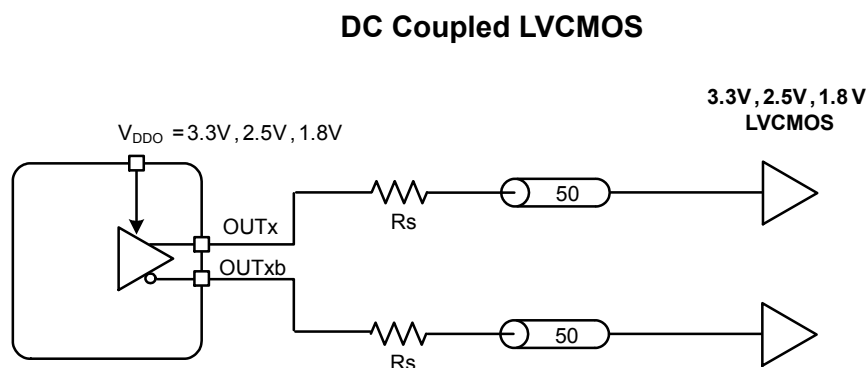 DC Coupled LVCMOS
3.3V, 2.5V, 1.8 V
LVCMOS
VDDO = 3.3V, 2.5V, 1.8V
OUTx
Rs
50
OUTxb
Rs
50